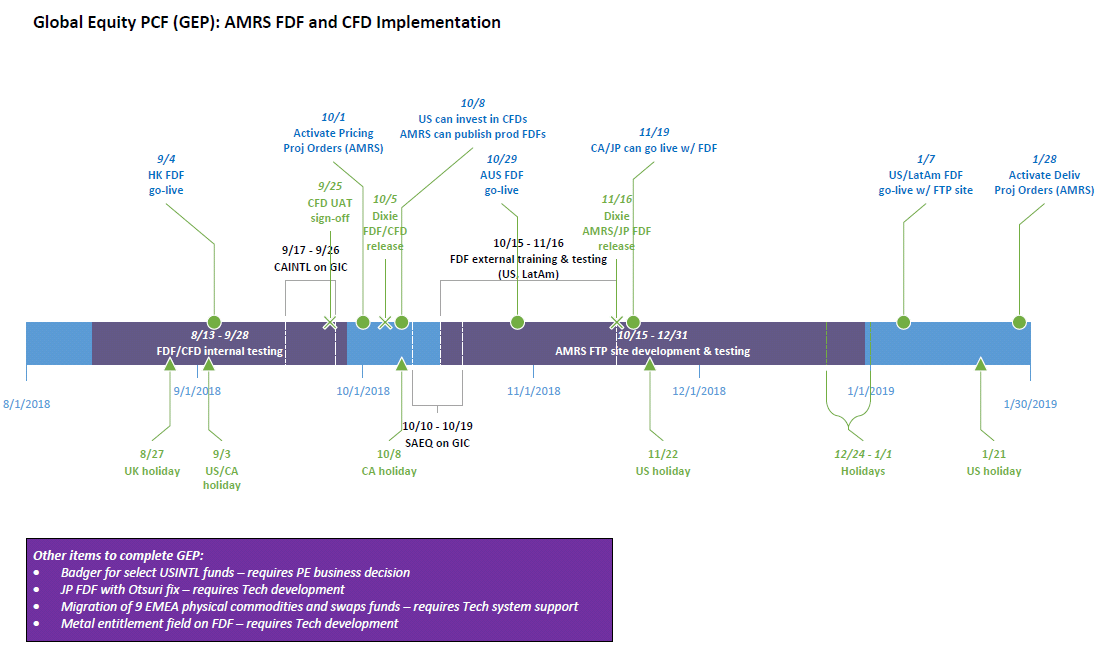 Global Equity PCF (GEP): AMRS FDF and CFD Implementation
9/4
HK FDF
go-live
10/1
Activate Pricing
Proj Orders (AMRS)
10/8
US can invest in CFDs
AMRS can publish prod FDFs
10/29
AUS FDF
go-live
11/19
CA/JP can go live w/ FDF
1/7
US/LatAm FDF
go-live w/ FTP site
1/28
Activate Deliv
Proj Orders (AMRS)
9/25
CFD UAT
sign-off
10/5
Dixie
FDF/CFD
release
11/16
Dixie
AMRS/JP FDF
release
9/17 - 9/26
CAINTL on GIC
10/15 - 11/16
FDF external training & testing
(US, LatAm)
8/13 - 9/28
FDF/CFD internal testing
10/15 - 12/31
AMRS FTP site development & testing
8/1/2018
9/1/2018
10/1/2018
11/1/2018
12/1/2018
1/1/2019
1/30/2019
10/10 - 10/19
SAEQ on GIC
8/27
UK holiday
9/3
US/CA
holiday
10/8
CA holiday
11/22
US holiday
12/24 - 1/1
Holidays
1/21
US holiday
Other items to complete GEP:
• Badger for select USINTL funds – requires PE business decision
• JP FDF with Otsuri fix – requires Tech development
• Migration of 9 EMEA physical commodities and swaps funds – requires Tech system support
• Metal entitlement field on FDF – requires Tech development